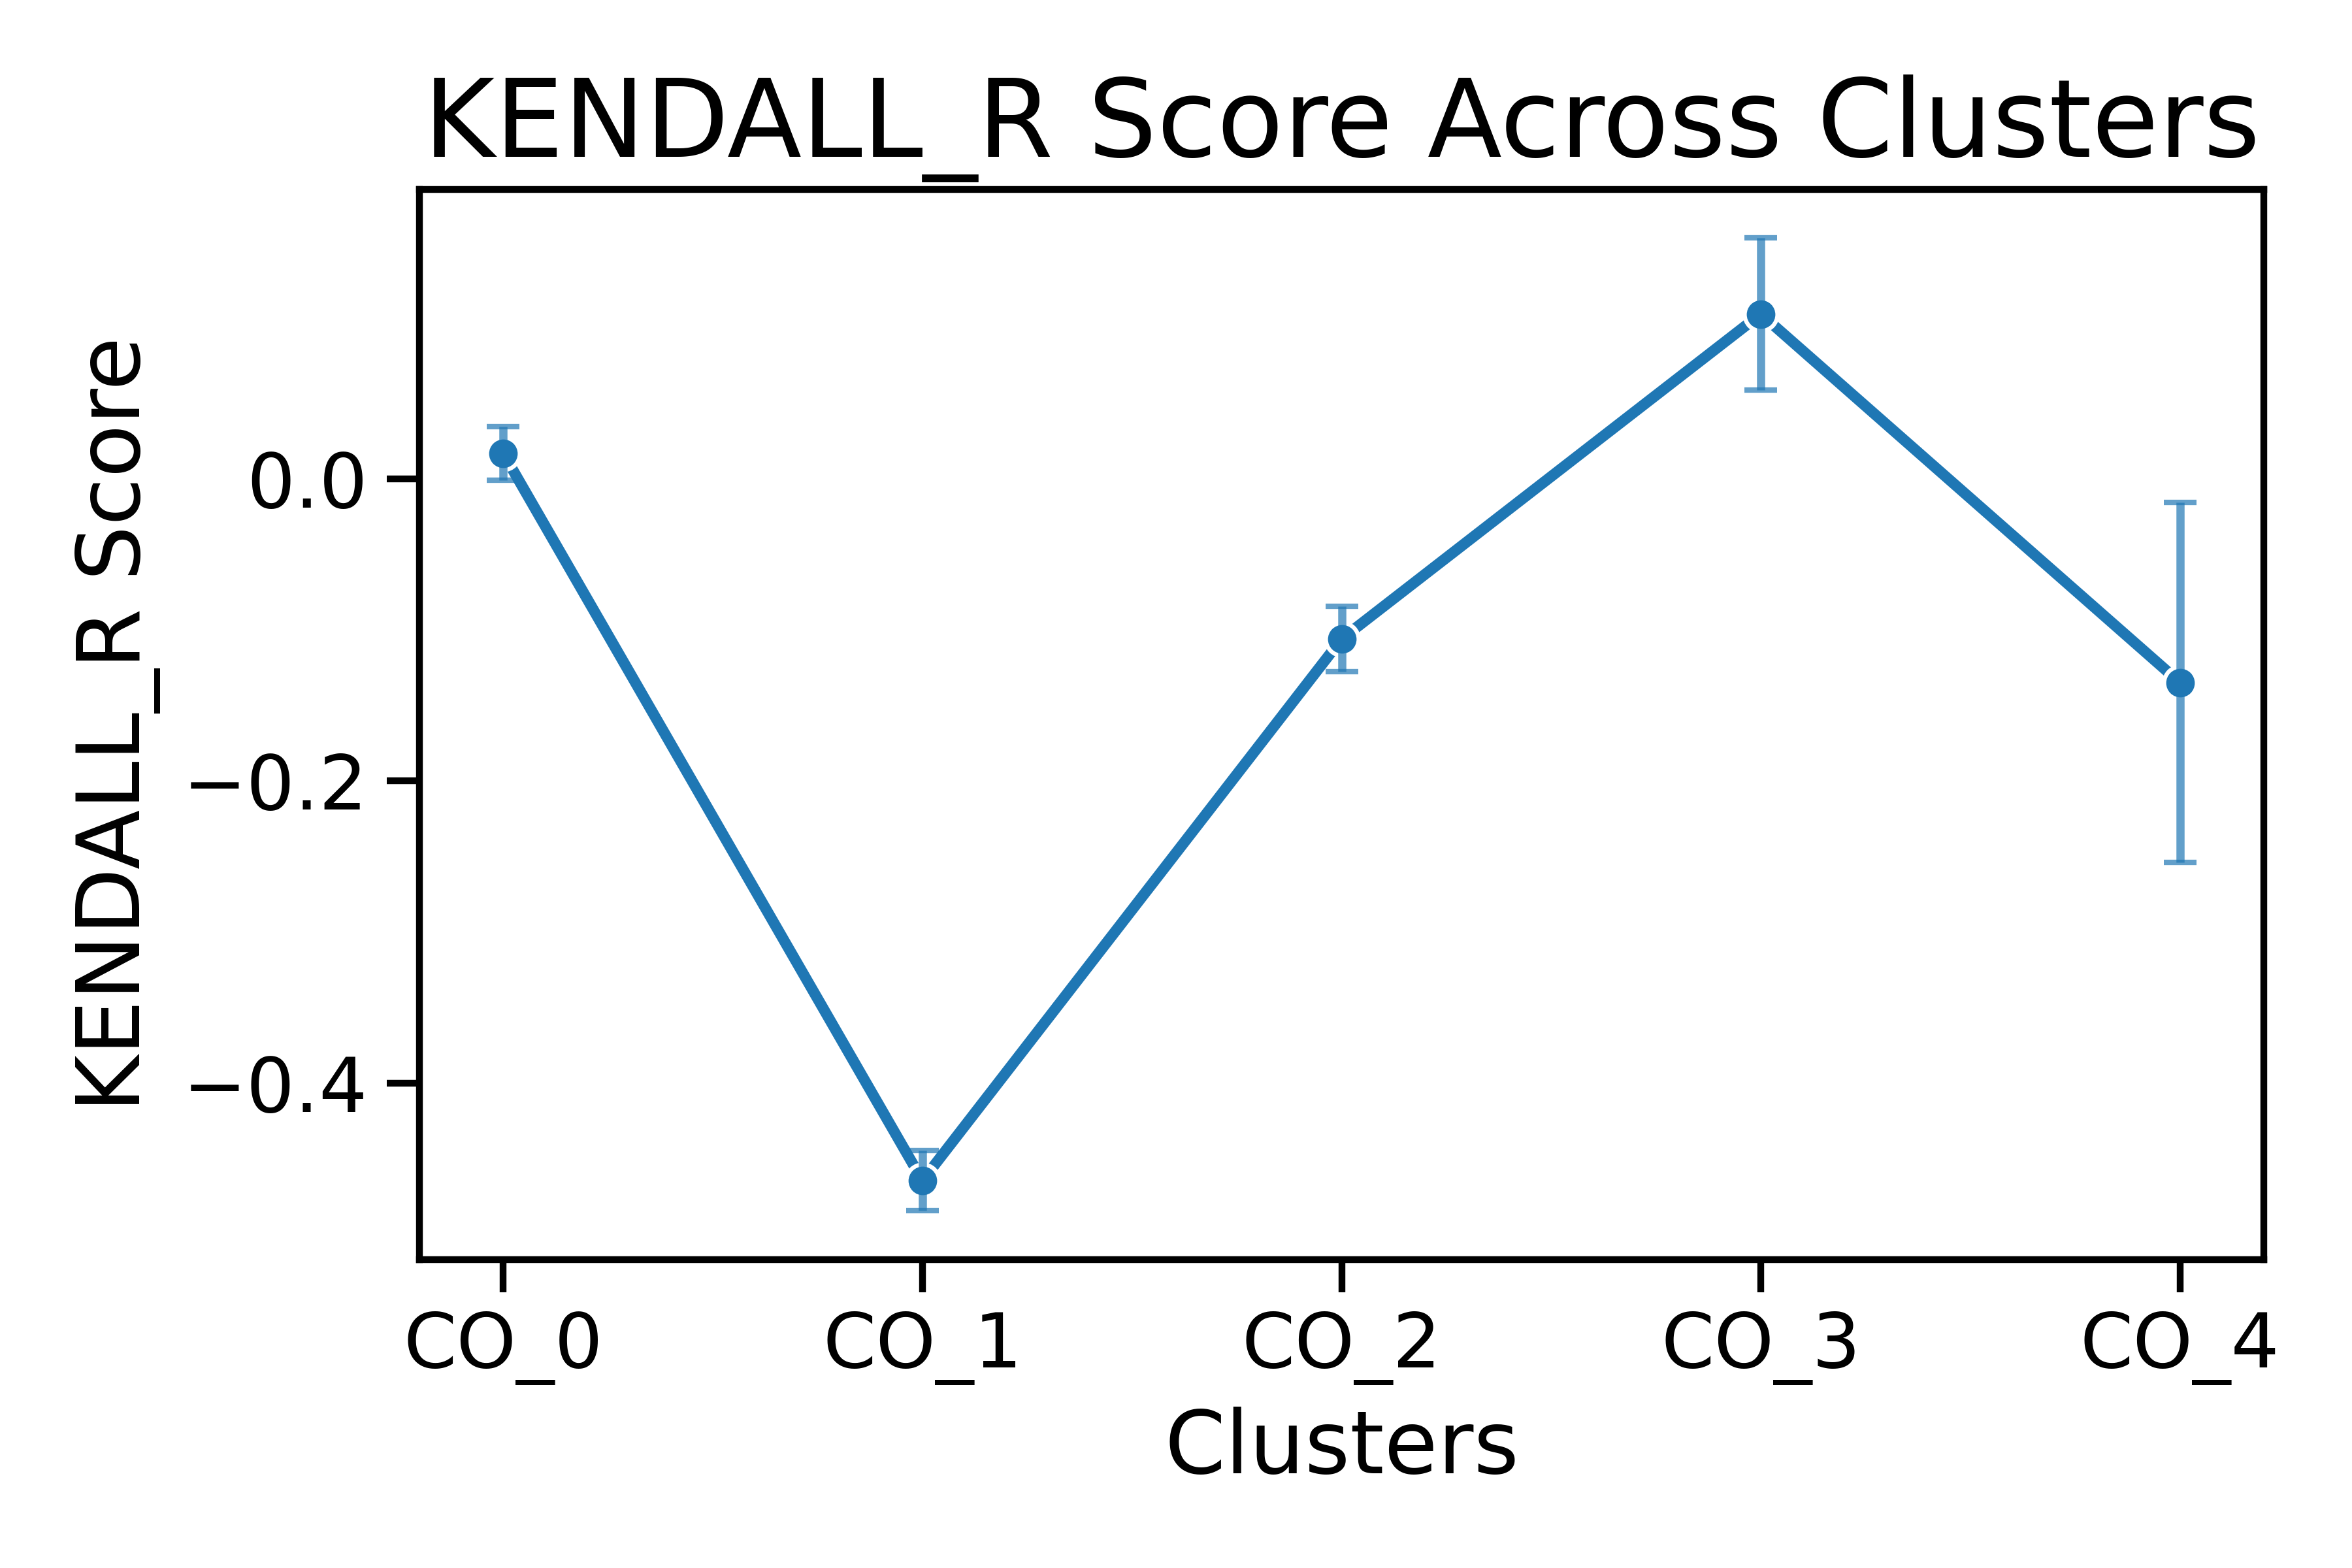 KENDALL_R Score Across Clusters
KENDALL_R Score
0.0
−0.2
−0.4
CO_0 CO_1 CO_2 CO_3 CO_4
Clusters